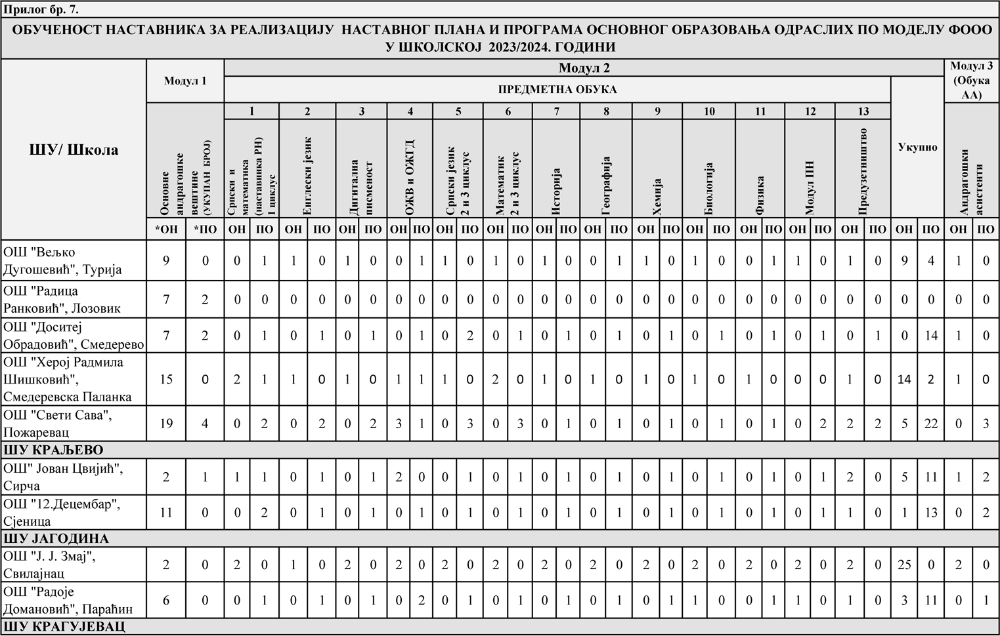 Прилог бр. 7.
ОБУЧЕНОСТ НАСТАВНИКА ЗА РЕАЛИЗАЦИЈУ НАСТАВНОГ ПЛАНА И ПРОГРАМА ОСНОВНОГ ОБРАЗОВАЊА ОДРАСЛИХ ПО МОДЕЛУ ФООО
У ШКОЛСКОЈ 2023/2024. ГОДИНИ
ШУ/ Школа
Модул 1
Модул 2
Модул 3
(Обука
АА)
ПРЕДМЕТНА ОБУКА
1 2 3 4 5 6 7 8 9 10 11 12 13
Основне
андрагошке
вештине
(УКУПАН БРОЈ)
Српски и
математика
(наставника РН)
1 циклус
Енглески језик
Дигитална
писменост
ОЖВ и ОЖГД
Српски језик
2 и 3 циклус
Математик
2 и 3 циклус
Историја
Географија
Хемија
Биологија
Физика
Модул ПН
Предузетништво
Укупно
Андрагошки
асистенти
*ОН *ПО ОН ПО ОН ПО ОН ПО ОН ПО ОН ПО ОН ПО ОН ПО ОН ПО ОН ПО ОН ПО ОН ПО ОН ПО ОН ПО ОН ПО ОН ПО
ОШ "Вељко
Дугошевић", Турија
9 0 0 1 1 0 1 0 0 1 1 0 1 0 1 0 0 1 1 0 1 0 0 1 1 0 1 0 9 4 1 0
ОШ "Радица
Ранковић", Лозовик
7 2 0 0 0 0 0 0 0 0 0 0 0 0 0 0 0 0 0 0 0 0 0 0 0 0 0 0 0 0 0 0
ОШ "Доситеј
Обрадовић", Смедерево
7 2 0 1 0 1 0 1 0 1 0 2 0 1 0 1 0 1 0 1 0 1 0 1 0 1 0 1 0 14 1 0
ОШ "Херој Радмила
Шишковић",
Смедеревска Паланка
15 0 2 1 1 0 1 0 1 1 1 0 2 0 1 0 1 0 1 0 1 0 1 0 0 0 1 0 14 2 1 0
ОШ "Свети Сава",
Пожаревац
19 4 0 2 0 2 0 2 3 1 0 3 0 3 0 1 0 1 0 1 0 1 0 1 0 2 2 2 5 22 0 3
ШУ КРАЉЕВО
ОШ" Јован Цвијић",
Сирча
2 1 1 1 0 1 0 1 2 0 0 1 0 1 0 1 0 1 0 1 0 1 0 1 0 1 2 0 5 11 1 2
ОШ "12.Децембар",
Сјеница
11 0 0 2 0 1 0 1 0 1 0 1 0 1 0 1 0 1 0 1 0 1 0 1 0 1 1 0 1 13 0 2
ШУ ЈАГОДИНА
ОШ "Ј. Ј. Змај",
Свилајнац
2 0 2 0 1 0 2 0 2 0 2 0 2 0 2 0 2 0 2 0 2 0 2 0 2 0 2 0 25 0 2 0
ОШ "Радоје
Домановић", Параћин
6 0 0 1 0 1 0 1 0 2 0 1 0 1 0 1 0 1 0 1 1 0 0 1 1 0 1 0 3 11 0 1
ШУ КРАГУЈЕВАЦ